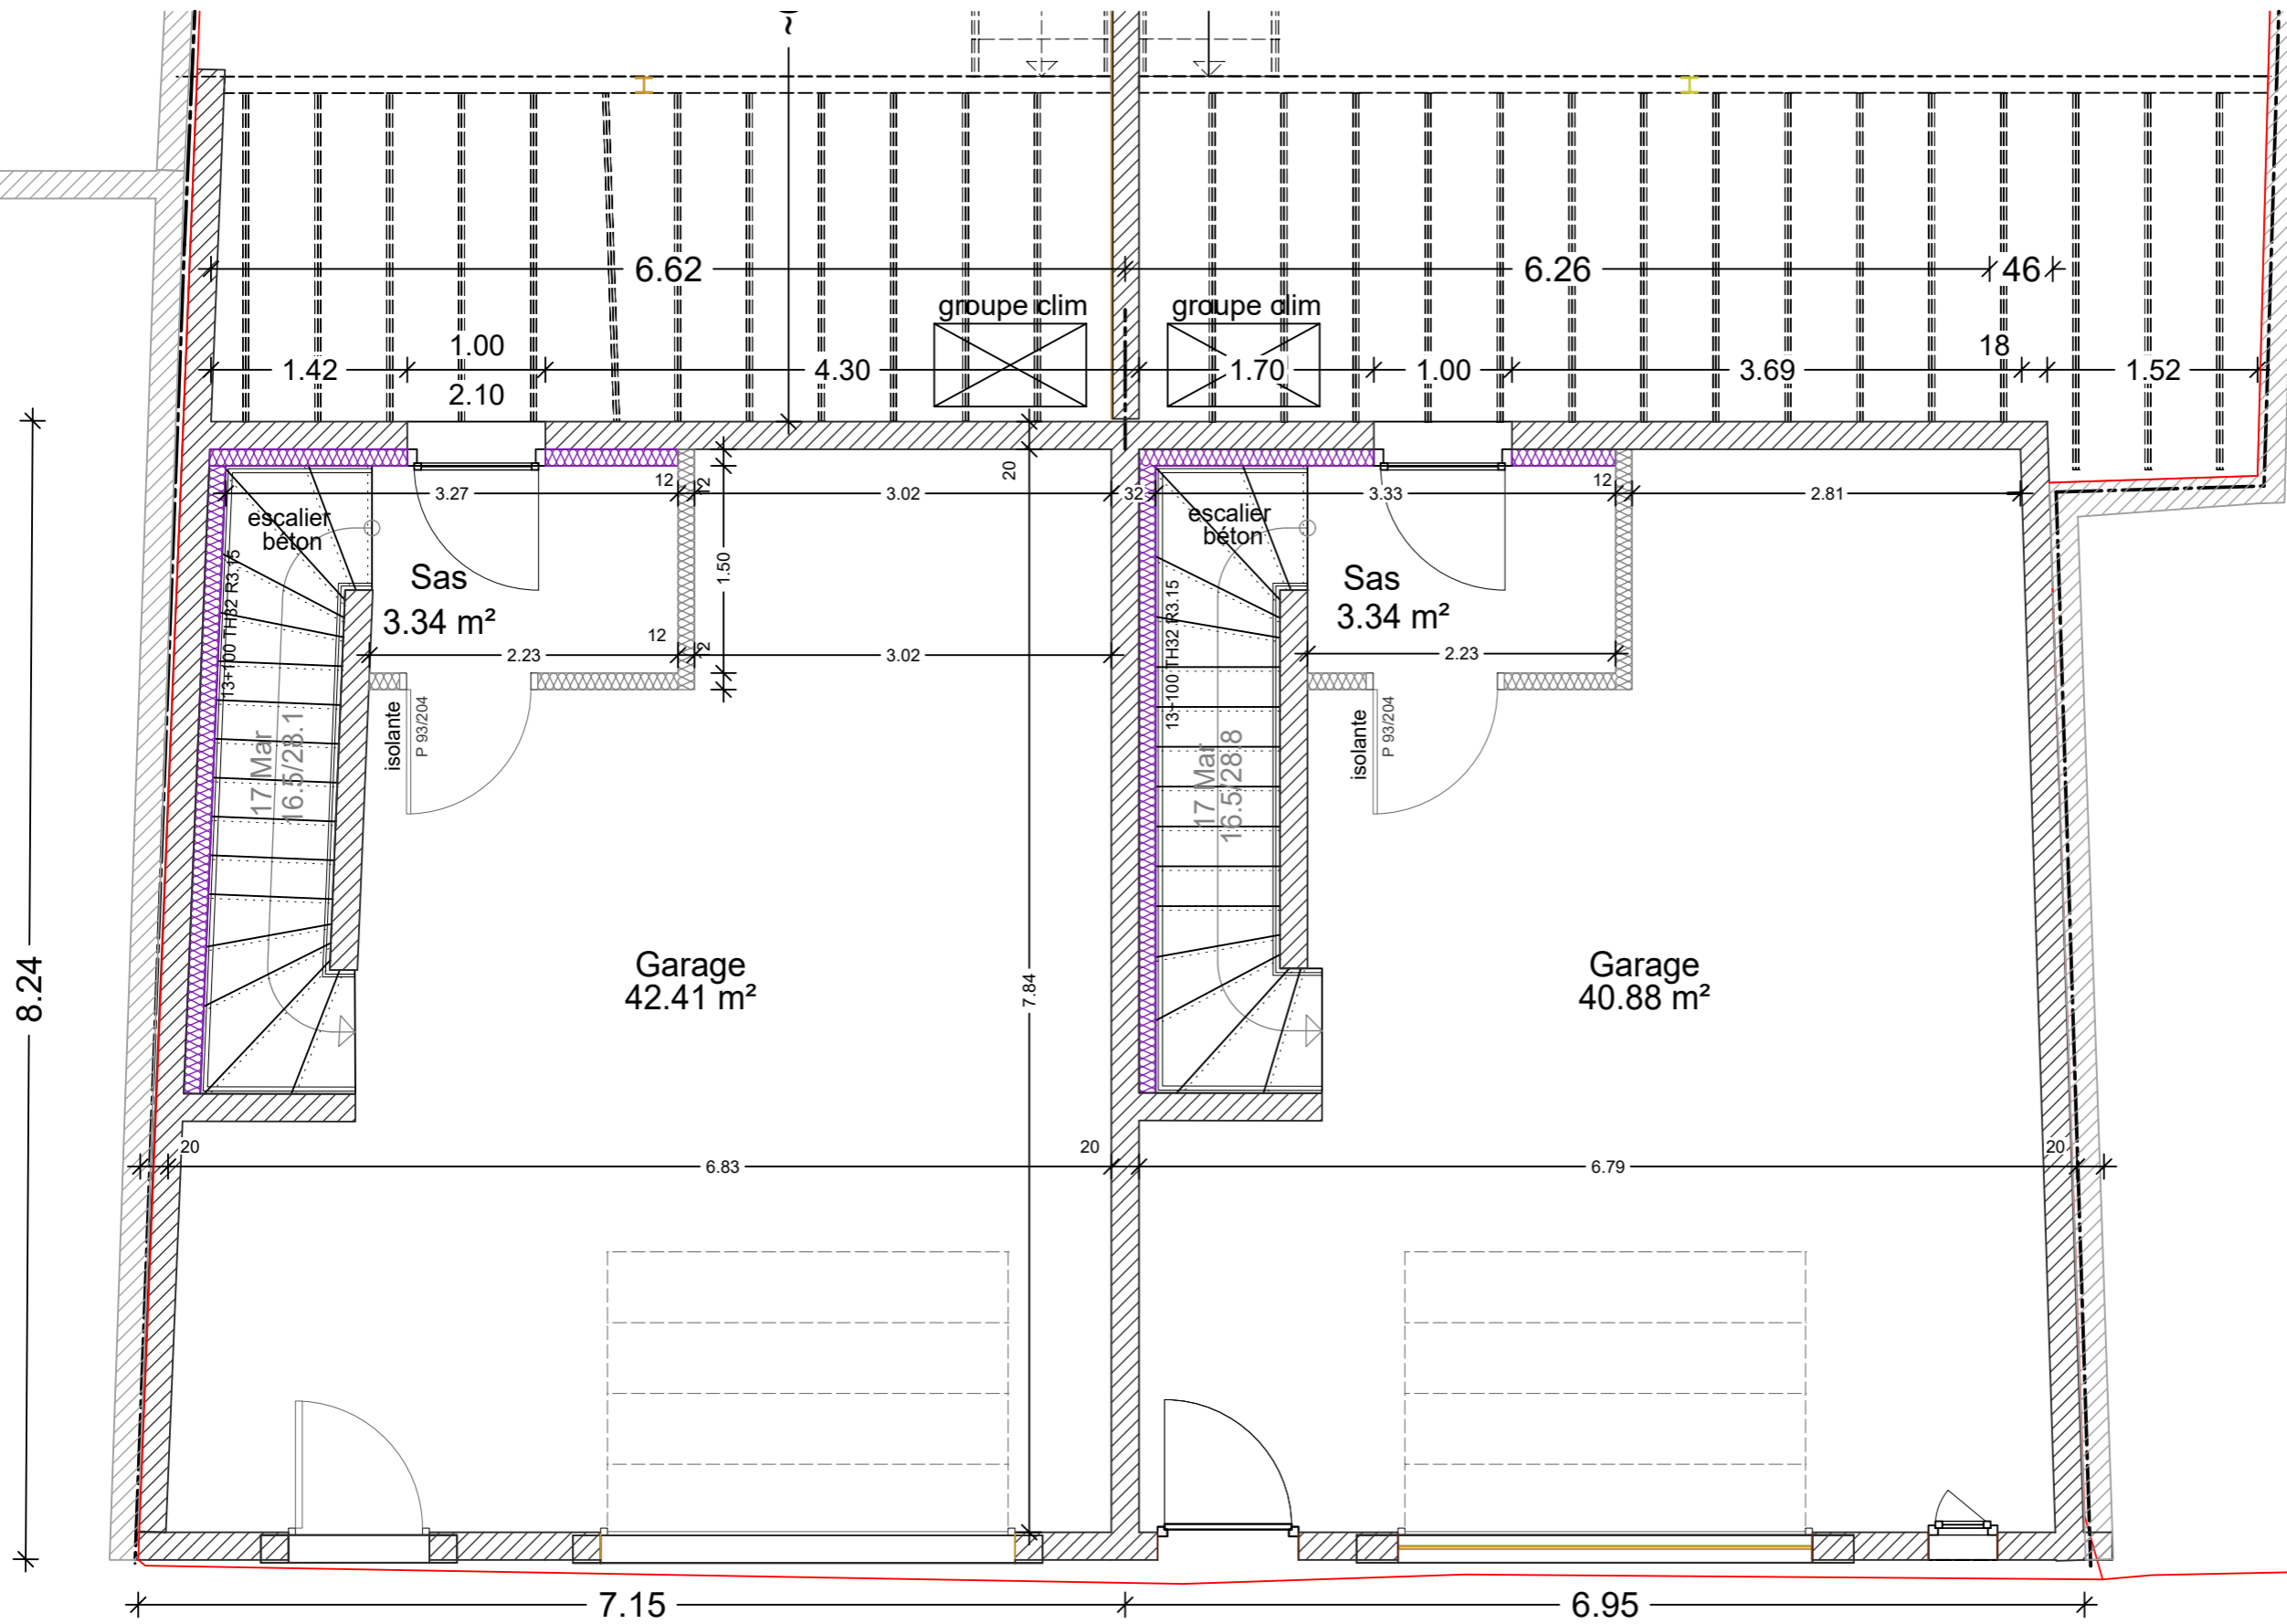 6.62
6.26
46
groupe clim
groupe clim
1.42
1.00
2.10
4.30
1.70
1.00
3.69
18
1.52
3.27
12
12
3.02
20
32
3.33
12
2.81
escalier
béton
escalier
béton
Sas
3.34 m²
Sas
3.34 m²
1.50
13+100 TH32 R3.15
13+100 TH32 R3.15
2.23
12
12
3.02
2.23
isolante
P 93/204
isolante
P 93/204
17 Mar
16.5/28.1
17 Mar
16.5/28.8
Garage
42.41 m²
Garage
40.88 m²
7.84
8.24
20
6.83
20
6.79
20
7.15
6.95